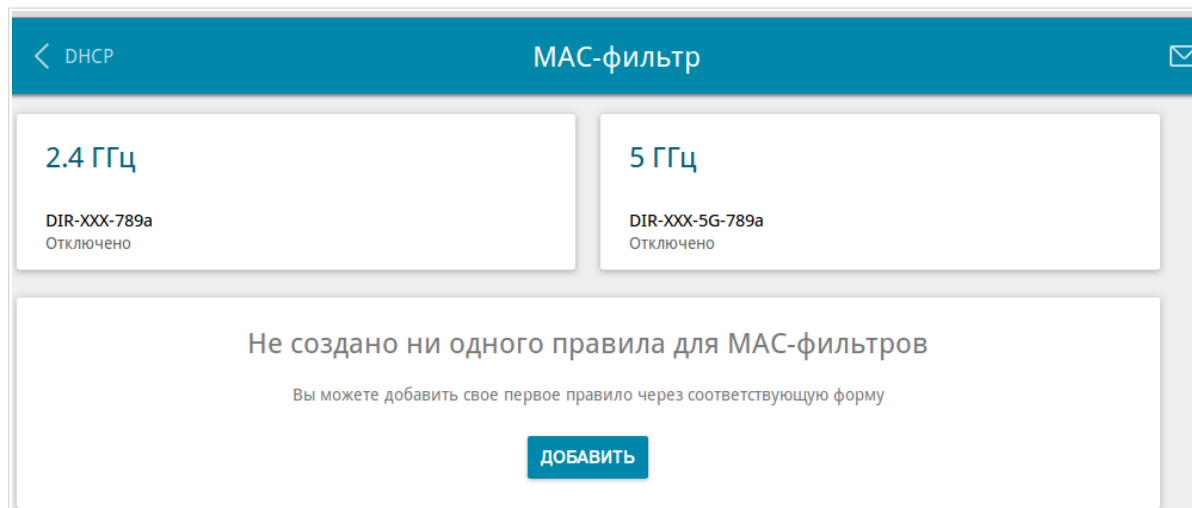 DHCP
MAC-фильтр
2.4 ГГц
DIR-XXX-789a
Отключено
5 ГГц
DIR-XXX-5G-789a
Отключено
Не создано ни одного правила для MAC-фильтров
Вы можете добавить свое первое правило через соответствующую форму
ДОБАВИТЬ